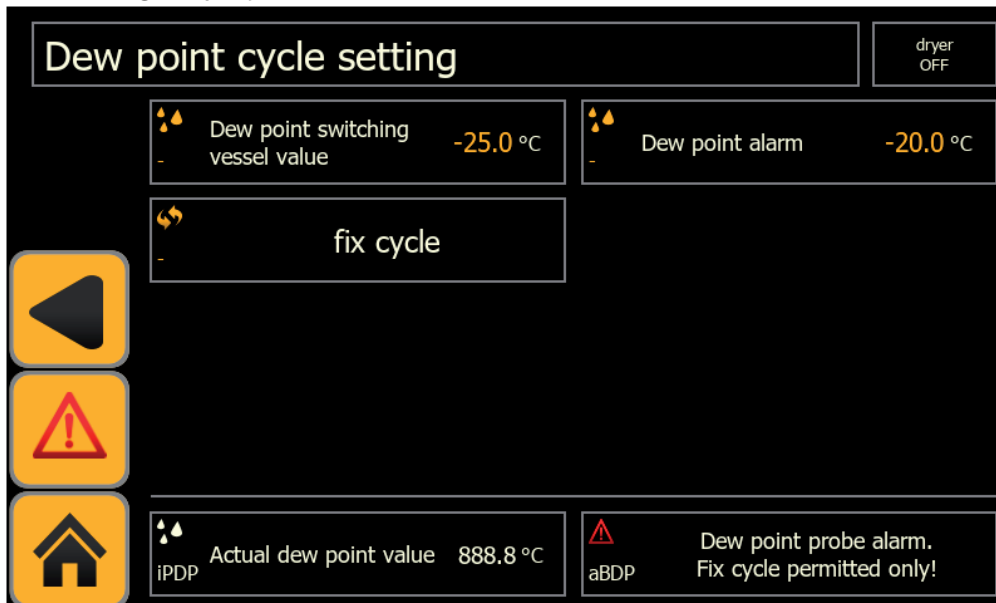 Dew point cycle setting
dryer
OFF
Dew point switching
vessel value
-25.0 °C
-
Dew point alarm
-20.0 °C
-
fix cycle
-
Actual dew point value 888.8 °C
iPDP
Dew point probe alarm.
Fix cycle permitted only!
aBDP